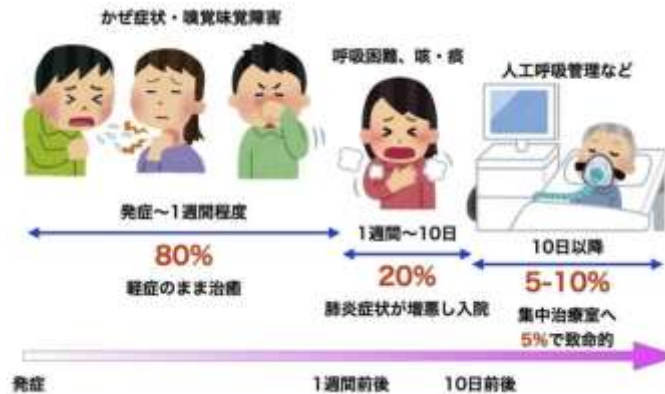 かぜ症状・嗅覚味覚障害
呼吸困難、咳・痰
人工呼吸管理など
発症～1週間程度
80%
軽症のまま治癒
1週間～10日
20%
肺炎症状が増悪し入院
10日以降
5-10%
集中治療室へ
5%で致命的
発症
1週間前後
10日前後